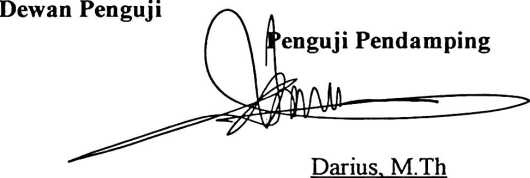 Dewan Penguji
Penguji Pendamping
Darius, M.Th